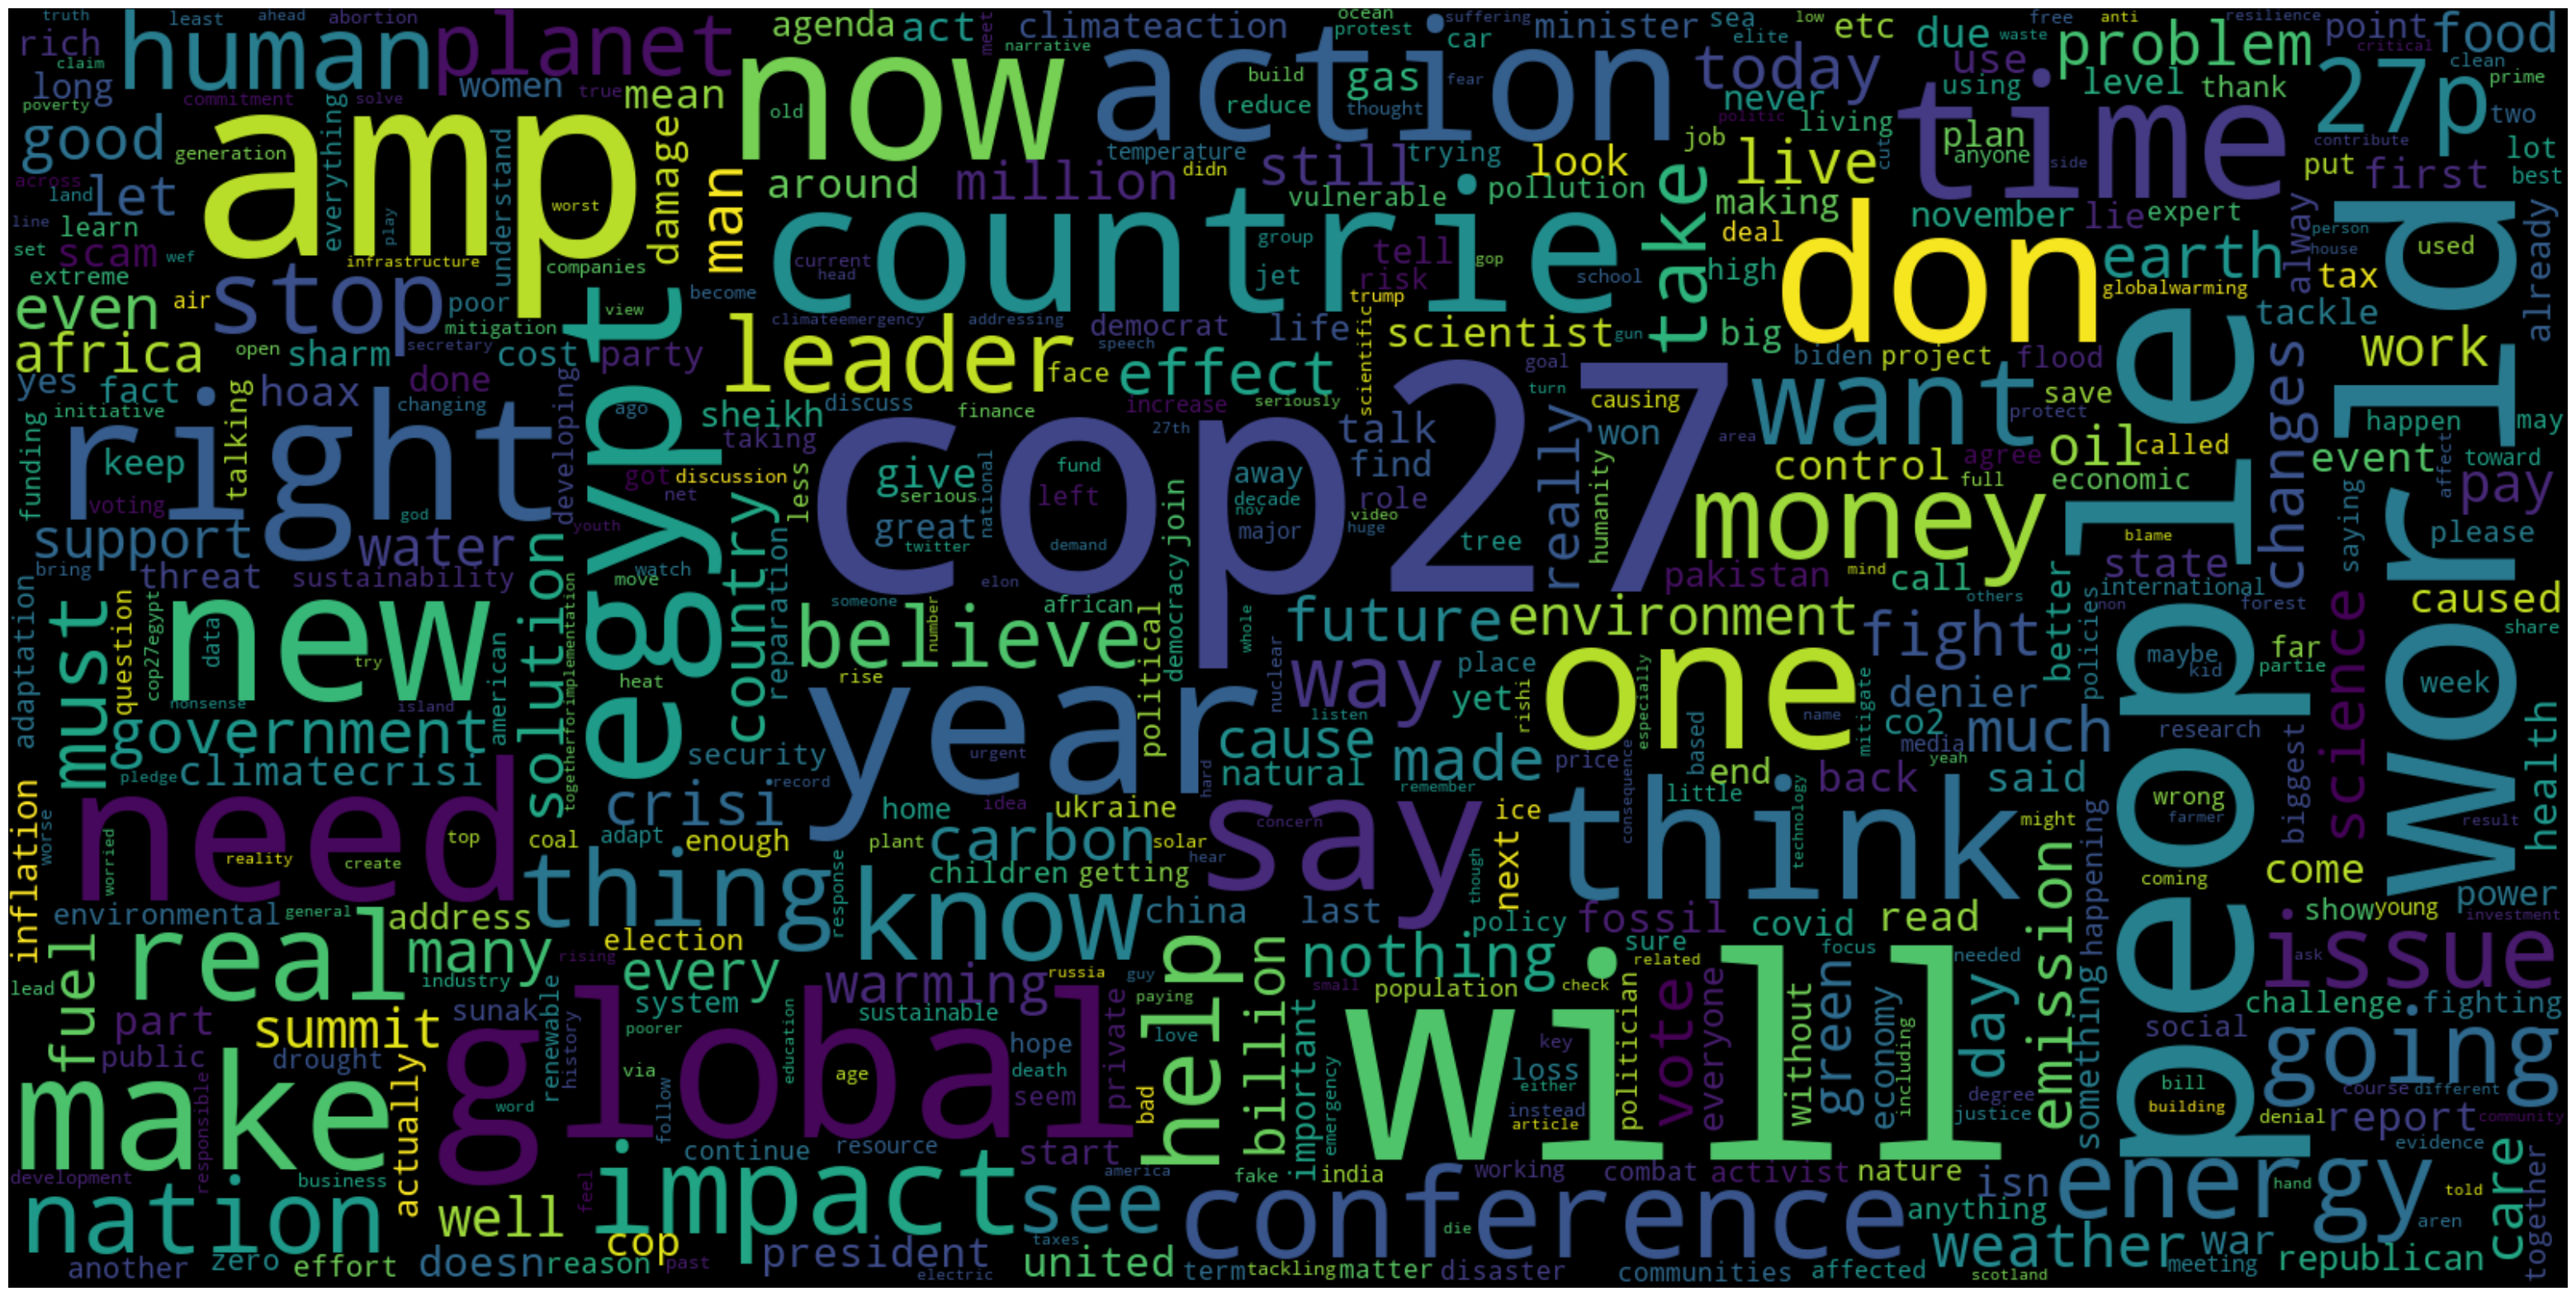 truth least ahead abortion
rich human planet agenda act climateaction ocean protest suffering minister sea elite low etc due free waste anti resilience problem point critical food
claim long women true meet narrative now action car build reduce gas thought fear today use using level thank clean prime 27p two
poverty commitment solve mean old never living politic time plan anyone side contribute put lot best
good generation everything amp worst understand damage man around million temperature didn still trying look job live cut first
across land let line learn play vulnerable pollution making november lie expert
set scam wef infrastructure companies countrie group current head jet tell risk gop school take deal high don earth globalwarming alway person house used tax already world
extreme even air stop poor mitigation become view climateemergency addressing speech democrat life trump scientific scientist gun big biden project flood tackle
africa open sharm secretary cost party egypt leader face effect goal turn causing want save protect people changes work
yes fact hoax done changing developing ago sheikh discuss finance increase seriously 27th cop27 talk really won area control agree oil called economic happen may
initiative funding talking right keep voting god taking got discussion net less give serious fund left away decade nov find role video huge full event toward affect pay
support water youth country great twitter national demand major join tree humanity money blame saying please
bring threat sustainability watch move elon democracy pakistan mind call others better state international forest
adaptation must question cop27egypt new data try nonsense island american solution togetherforimplementation heat reparation believe someone number african political whole future environment fight policies non maybe kid far partie caused share
government security rise nuclear way listen place yet rishi one especially name mitigate denier co2 media much research week science
pledge climatecrisi year urgent record hard cause natural made price consequence based end little yeah back said wrong farmer biggest health
inflation worse need worried reality create top coal crisi adapt enough home idea ukraine plant carbon solar concern say hear remember ice next think technology might happening result
environmental general address thing response children getting know china last though policy fossil covid read emission coming come power investment
fuel real many industry election rising every warming russia guy help billion nothing population check sure related focus needed something show young issue ask
lead part summit sunak system sustainable paying small important politician vote everyone without green day social challenge fighting
public drought renewable history poorer education global age hope death love seem private bad emergency will key loss either instead article economy including degree justice bill building going course different denial report community
make responsible actually word via follow continue resource start america fake india working combat activist nature evidence
development business feel impact see conference isn anything energy hand told care together
nation well cop past reason president taxes united term tackling die matter disaster communities affected weather meeting war republican aren
another zero effort doesn electric scotland